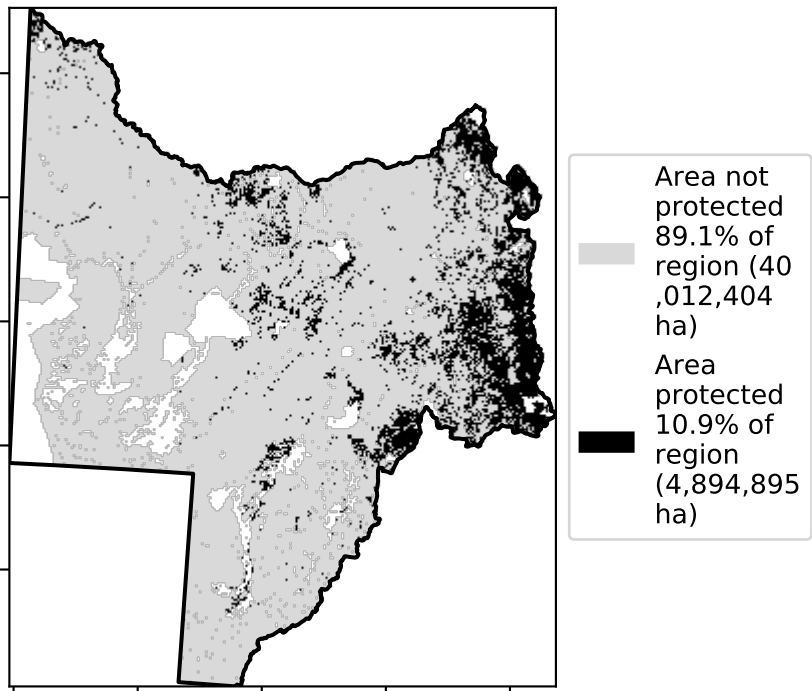 Area not
protected
89.1% of
region (40
,012,404
ha)
Area
protected
10.9% of
region
(4,894,895
ha)